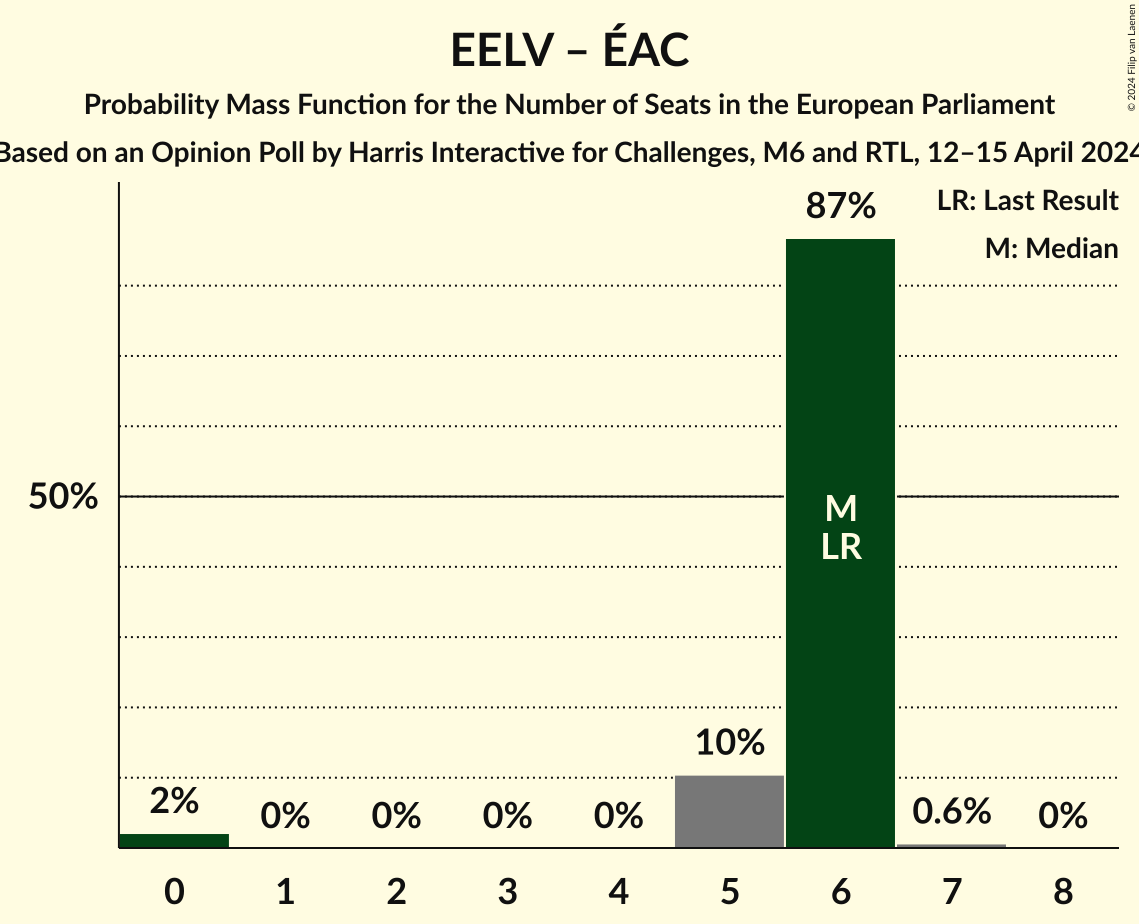 EELV – ÉAC
Probability Mass Function for the Number of Seats in the European Parliament
Based on an Opinion Poll by Harris Interactive for Challenges, M6 and RTL, 12–15 April 2024
© 2024 Filip van Laenen
LR: Last Result
M: Median
87%
50%
M
LR
10%
2%
0%
0%
0%
0%
0.6%
0%
0
1
2
3
4
5
6
7
8